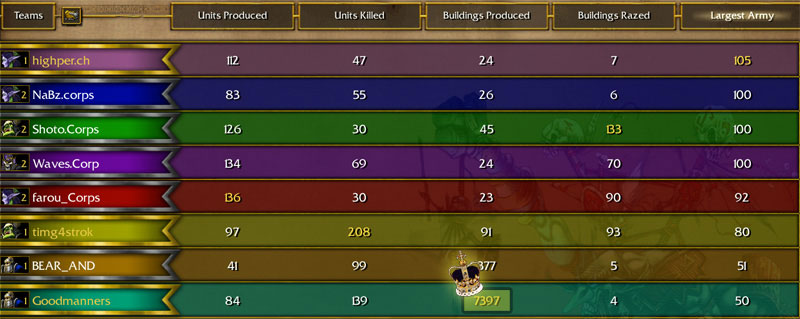 Teams Units Produced Units Killed Buildings Produced Buildings Razed Largest Army
1 highper.ch 112 47 24 7 105
2 NaBz.corps 83 55 26 6 100
2 Shoto.Corps 126 30 45 133 100
2 Waves.Corp 134 69 24 70 100
2 farou_Corps 136 30 23 90 92
1 timg4strok 97 208 91 93 80
1 BEAR_AND 41 99 377 5 51
1 Goodmanners 84 139 7397 4 50